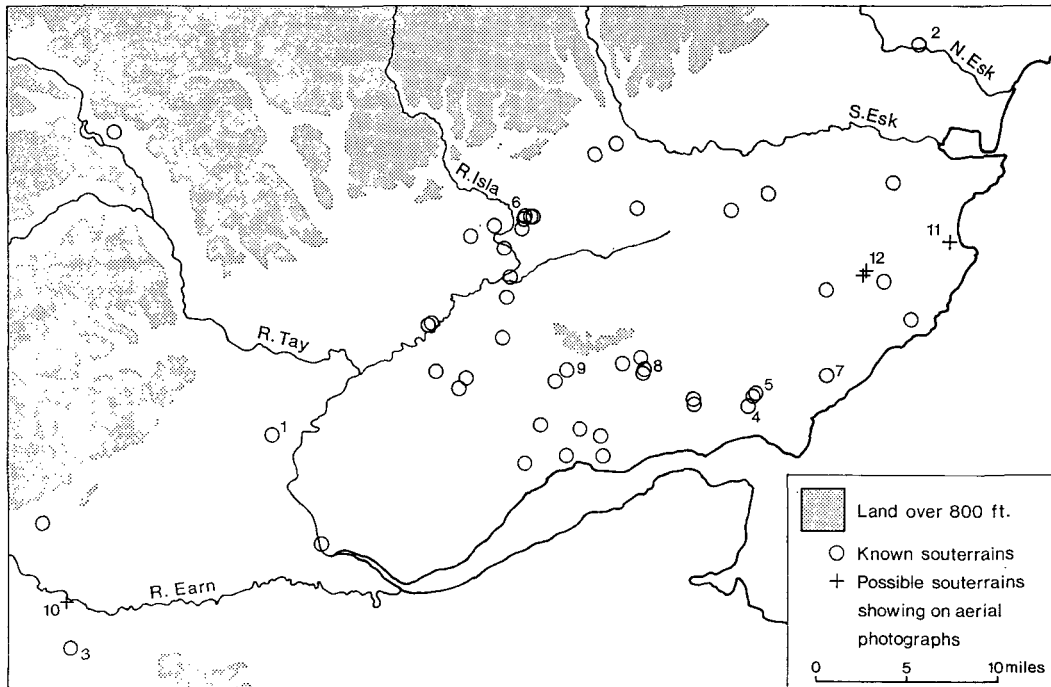 2
N. Esk
S. Esk
R. Isla
6
11
12
R. Tay
9
8
7
5
4
1
R. Earn
10
3
Land over 800 ft.
Known souterrains
Possible souterrains
showing on aerial
photographs
0 5 10 miles